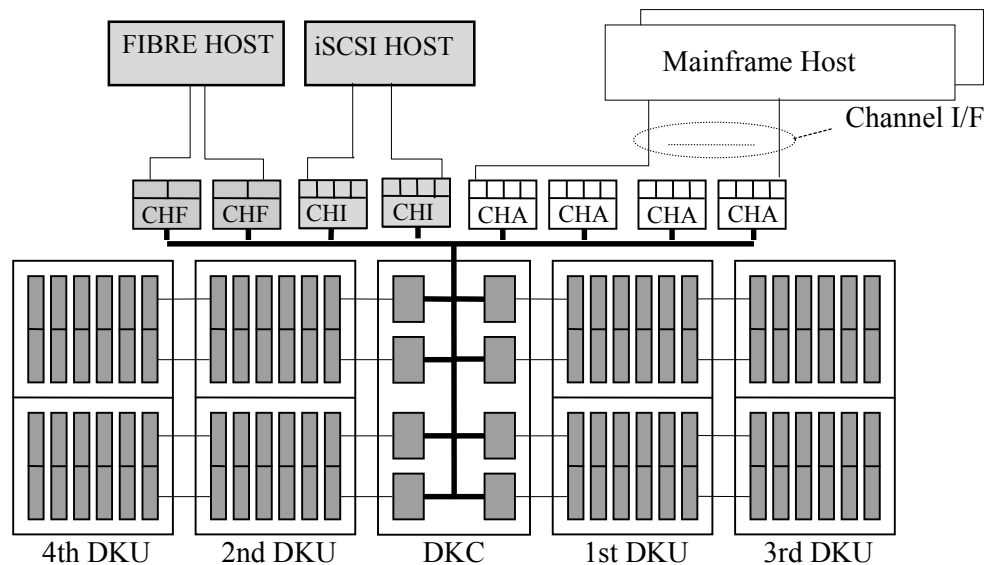 FIBRE HOST
iSCSI HOST
Mainframe Host
Channel I/F
CHF
CHF
CHI
CHI
CHA
CHA
CHA
CHA
4th DKU
2nd DKU
DKC
1st DKU
3rd DKU